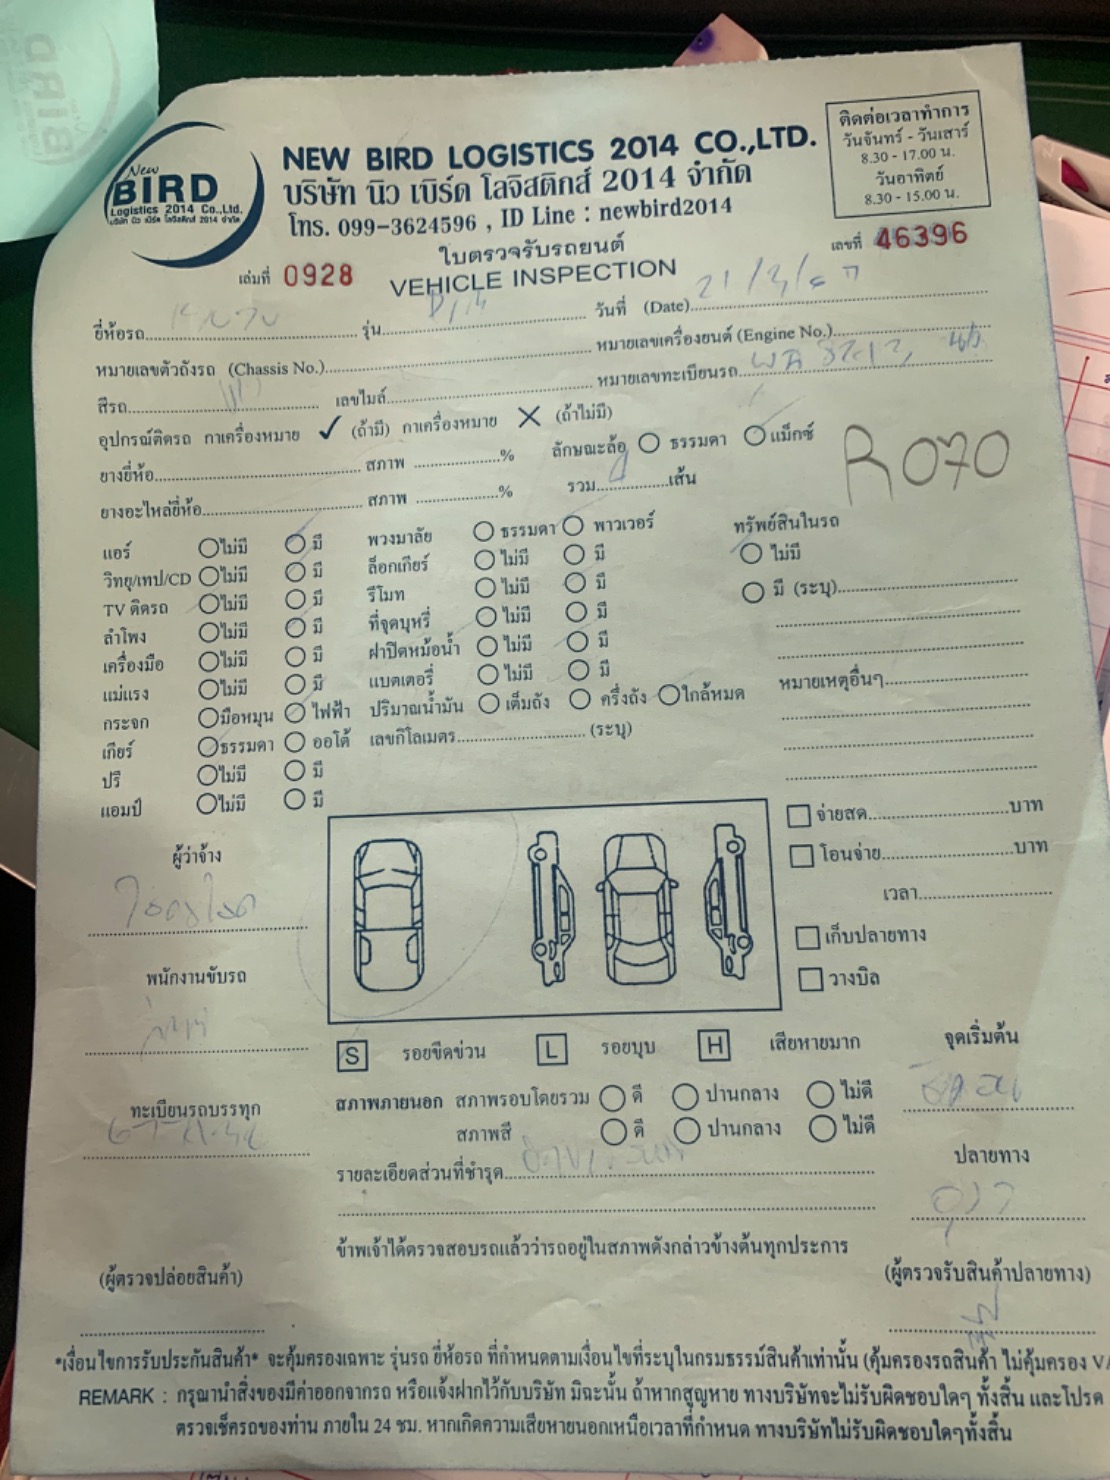 New
BIRD
Logistics 2014 Co.,Ltd.
บริษัท นิว เบิร์ด โลจิสติกส์ 2014 จำกัด
NEW BIRD LOGISTICS 2014 CO.,LTD.
บริษัท นิว เบิร์ด โลจิสติกส์ 2014 จำกัด
โทร. 099-3624596 , ID Line : newbird2014
ติดต่อเวลาทำการ
วันจันทร์ - วันเสาร์
8.30 - 17.00 น.
วันอาทิตย์
8.30 - 15.00 น.
ใบตรวจรับรถยนต์
เล่มที่ 0928 VEHICLE INSPECTION เลขที่ 46396
ยี่ห้อรถ รุ่น วันที่ (Date) 21/3/67
หมายเลขตัวถังรถ (Chassis No.) หมายเลขเครื่องยนต์ (Engine No.)
สีรถ เลขไมล์ หมายเลขทะเบียนรถ
อุปกรณ์ติดรถ กาเครื่องหมาย ✓ (ถ้ามี) กาเครื่องหมาย ✕ (ถ้าไม่มี)
ยางยี่ห้อ สภาพ % ลักษณะล้อ ธรรมดา แม็กซ์
R070
ยางอะไหล่ยี่ห้อ สภาพ % รวม เส้น
แอร์ ไม่มี มี พวงมาลัย ธรรมดา พาวเวอร์ ทรัพย์สินในรถ
วิทยุ/เทป/CD ไม่มี มี ล็อกเกียร์ ไม่มี มี ไม่มี
TV ติดรถ ไม่มี มี รีโมท ไม่มี มี มี (ระบุ)
ลำโพง ไม่มี มี ที่จุดบุหรี่ ไม่มี มี
เครื่องมือ ไม่มี มี ฝาปิดหม้อน้ำ ไม่มี มี
แม่แรง ไม่มี มี แบตเตอรี่ ไม่มี มี หมายเหตุอื่นๆ
กระจก มือหมุน ไฟฟ้า ปริมาณน้ำมัน เต็มถัง ครึ่งถัง ใกล้หมด
เกียร์ ธรรมดา ออโต้ เลขกิโลเมตร (ระบุ)
ปรี ไม่มี มี
แอมป์ ไม่มี มี
จ่ายสด บาท
โอนจ่าย บาท
เวลา
เก็บปลายทาง
วางบิล
ผู้ว่าจ้าง
พนักงานขับรถ
ทะเบียนรถบรรทุก
S รอยขีดข่วน L รอยบุบ H เสียหายมาก จุดเริ่มต้น
สภาพภายนอก สภาพรอบโดยรวม ดี ปานกลาง ไม่ดี
สภาพสี ดี ปานกลาง ไม่ดี
รายละเอียดส่วนที่ชำรุด
ปลายทาง
ข้าพเจ้าได้ตรวจสอบรถแล้วว่ารถอยู่ในสภาพดังกล่าวข้างต้นทุกประการ
(ผู้ตรวจปล่อยสินค้า) (ผู้ตรวจรับสินค้าปลายทาง)
*เงื่อนไขการรับประกันสินค้า* จะคุ้มครองเฉพาะ รุ่นรถ ยี่ห้อรถ ที่กำหนดตามเงื่อนไขที่ระบุในกรมธรรม์สินค้าเท่านั้น (คุ้มครองรถสินค้า ไม่คุ้มครอง
REMARK : กรุณานำสิ่งของมีค่าออกจากรถ หรือแจ้งฝากไว้กับบริษัท มิฉะนั้น ถ้าหากสูญหาย ทางบริษัทจะไม่รับผิดชอบใดๆ ทั้งสิ้น และโปรด
ตรวจเช็ครถของท่าน ภายใน 24 ชม. หากเกิดความเสียหายนอกเหนือเวลาที่กำหนด ทางบริษัทไม่รับผิดชอบใดๆทั้งสิ้น